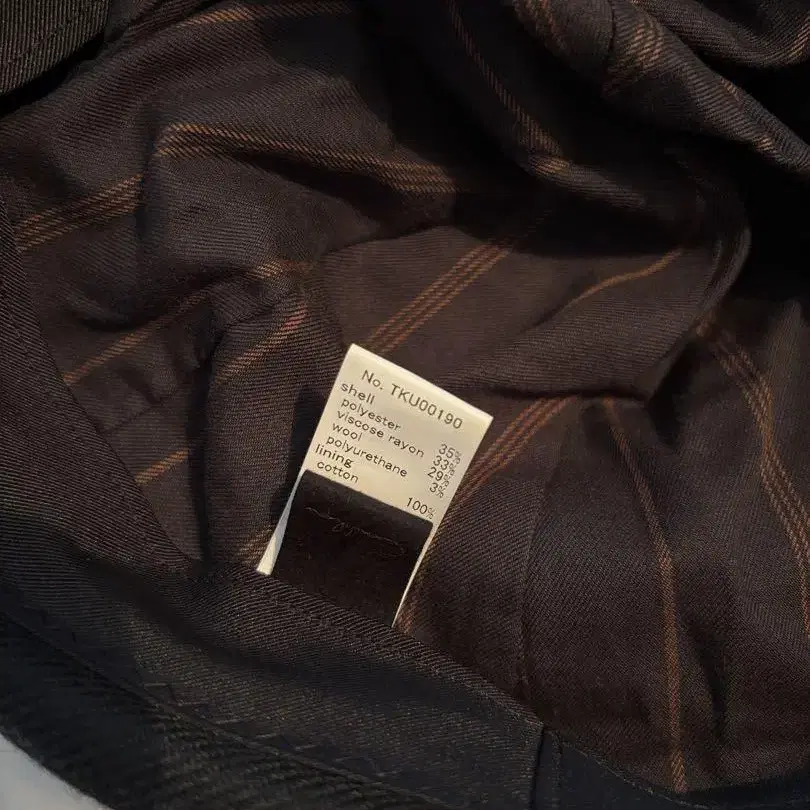 No. TKU00190
shell
polyester 35%
viscose rayon 33%
wool 29%
polyurethane 3%
lining
cotton 100%